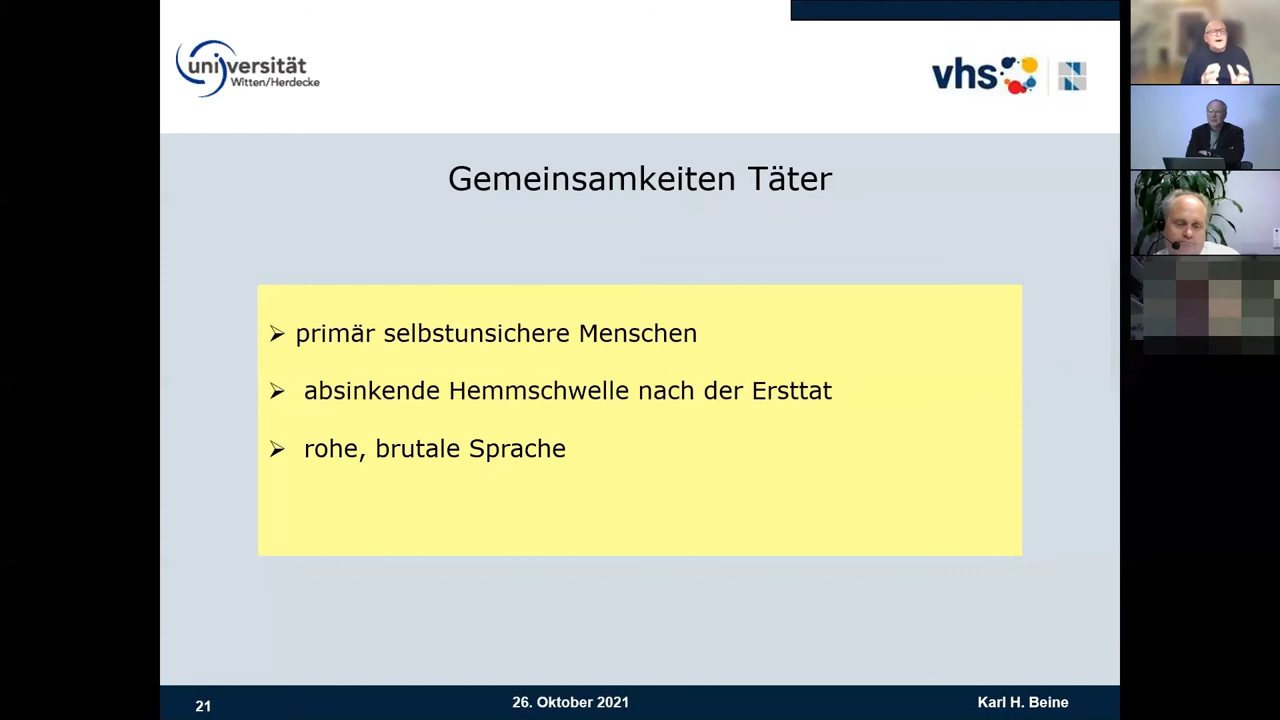 universität
Witten/Herdecke
vhs
Gemeinsamkeiten Täter
➢ primär selbstunsichere Menschen
➢ absinkende Hemmschwelle nach der Ersttat
➢ rohe, brutale Sprache
21
26. Oktober 2021
Karl H. Beine